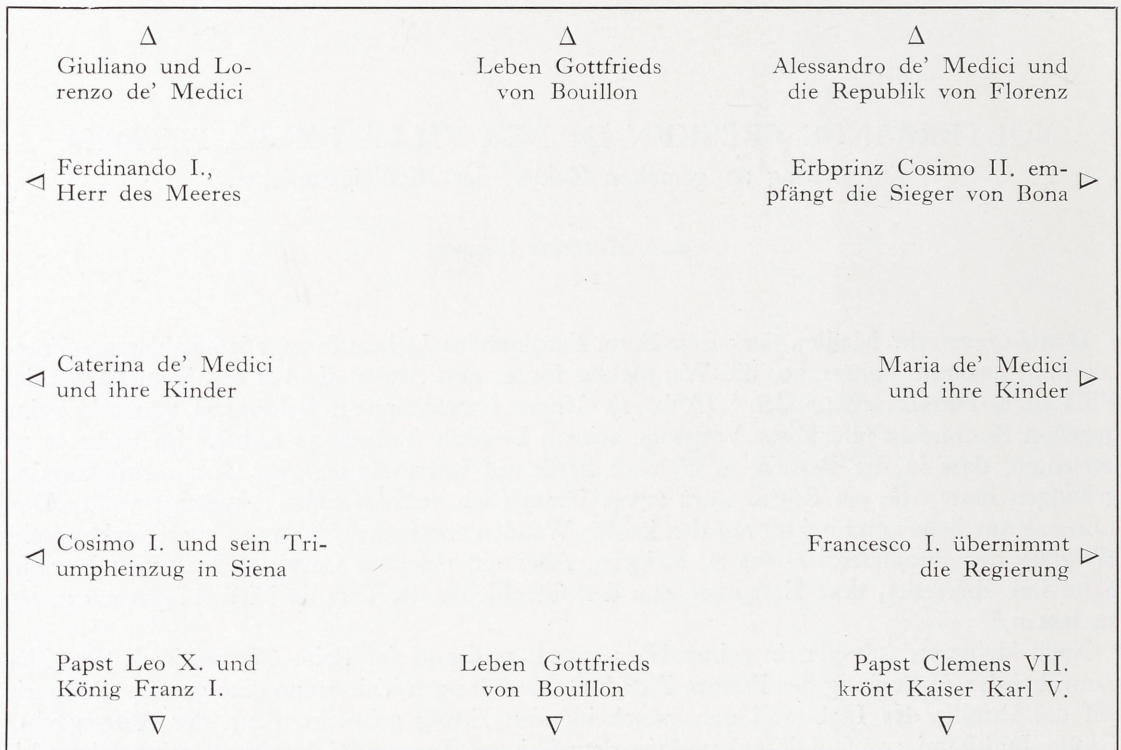 Giuliano und Lo-
renzo de' Medici
Leben Gottfrieds
von Bouillon
Alessandro de' Medici und
die Republik von Florenz
Ferdinando I.,
Herr des Meeres
Erbprinz Cosimo II. em-
pfängt die Sieger von Bona
Caterina de' Medici
und ihre Kinder
Maria de' Medici
und ihre Kinder
Cosimo I. und sein Tri-
umpheinzug in Siena
Francesco I. übernimmt
die Regierung
Papst Leo X. und
König Franz I.
Leben Gottfrieds
von Bouillon
Papst Clemens VII.
krönt Kaiser Karl V.